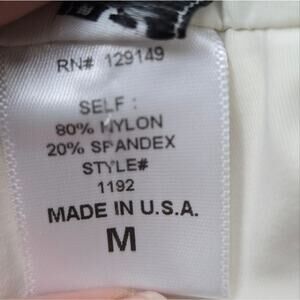 RN# 129149
SELF :
80% NYLON
20% SPANDEX
STYLE#
1192
MADE IN U.S.A.
M